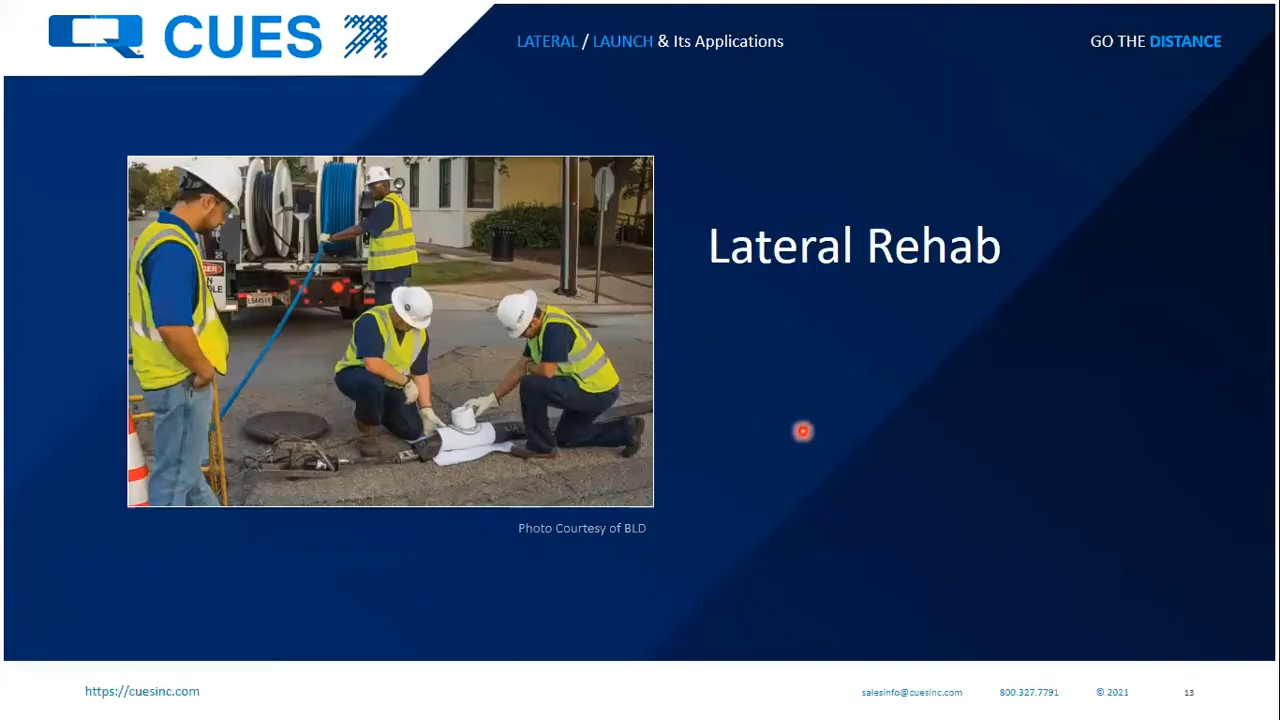 CUES
LATERAL / LAUNCH & Its Applications
GO THE DISTANCE
Lateral Rehab
Photo Courtesy of BLD
https://cuesinc.com
salesinfo@cuesinc.com
800.327.7791
© 2021
13